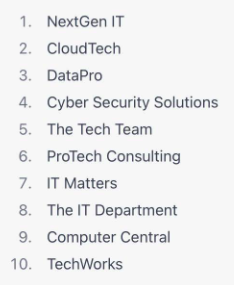 1. NextGen IT
2. CloudTech
3. DataPro
4. Cyber Security Solutions
5. The Tech Team
6. ProTech Consulting
7. IT Matters
8. The IT Department
9. Computer Central
10. TechWorks